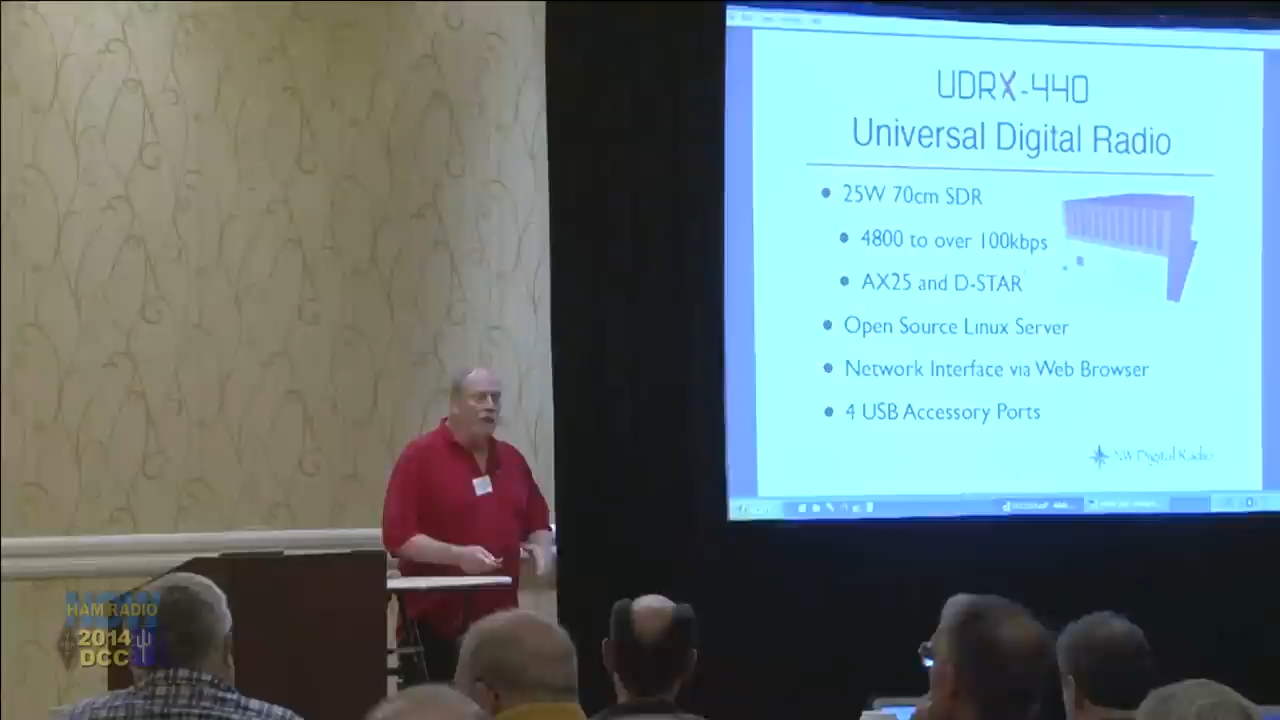 UDRX-440
Universal Digital Radio
• 25W 70cm SDR
• 4800 to over 100kbps
• AX25 and D-STAR
• Open Source Linux Server
• Network Interface via Web Browser
• 4 USB Accessory Ports
NW Digital Radio
HAM RADIO
NOW
2014
DCC